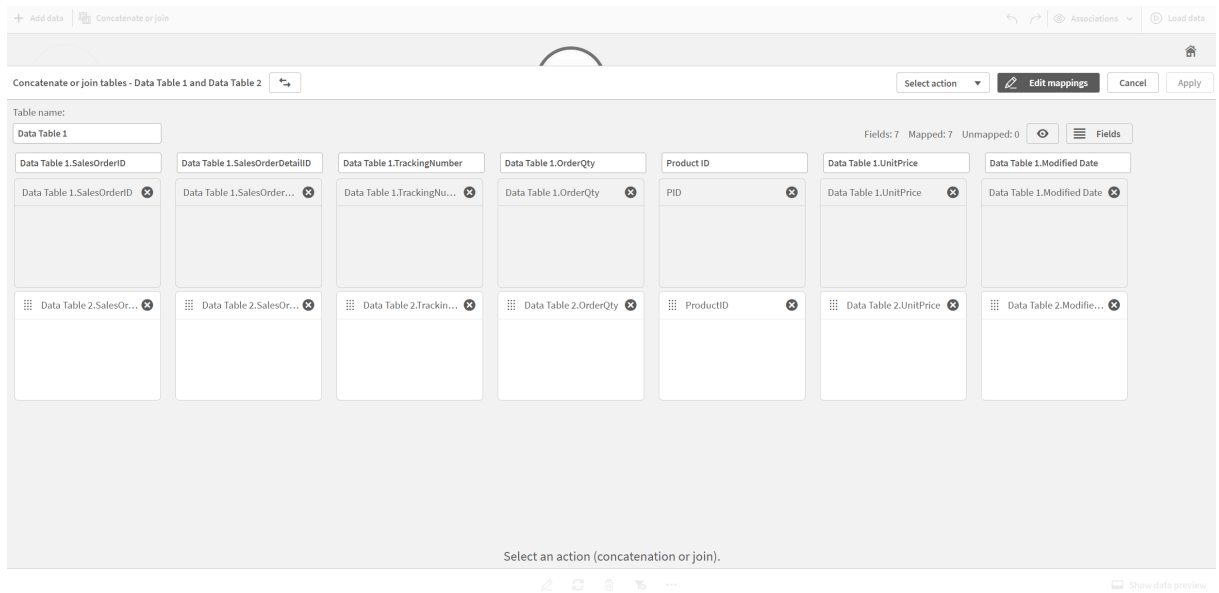 Add data Concatenate or join Associations Load data
Concatenate or join tables - Data Table 1 and Data Table 2 Select action Edit mappings Cancel Apply
Table name:
Data Table 1 Fields: 7 Mapped: 7 Unmapped: 0 Fields
Data Table 1.SalesOrderID Data Table 1.SalesOrderDetailID Data Table 1.TrackingNumber Data Table 1.OrderQty Product ID Data Table 1.UnitPrice Data Table 1.Modified Date
Data Table 1.SalesOrderID Data Table 1.SalesOrder... Data Table 1.TrackingNu... Data Table 1.OrderQty PID Data Table 1.UnitPrice Data Table 1.Modified Date
Data Table 2.SalesOr... Data Table 2.SalesOr... Data Table 2.Trackin... Data Table 2.OrderQty ProductID Data Table 2.UnitPrice Data Table 2.Modifie...
Select an action (concatenation or join).
Show data preview